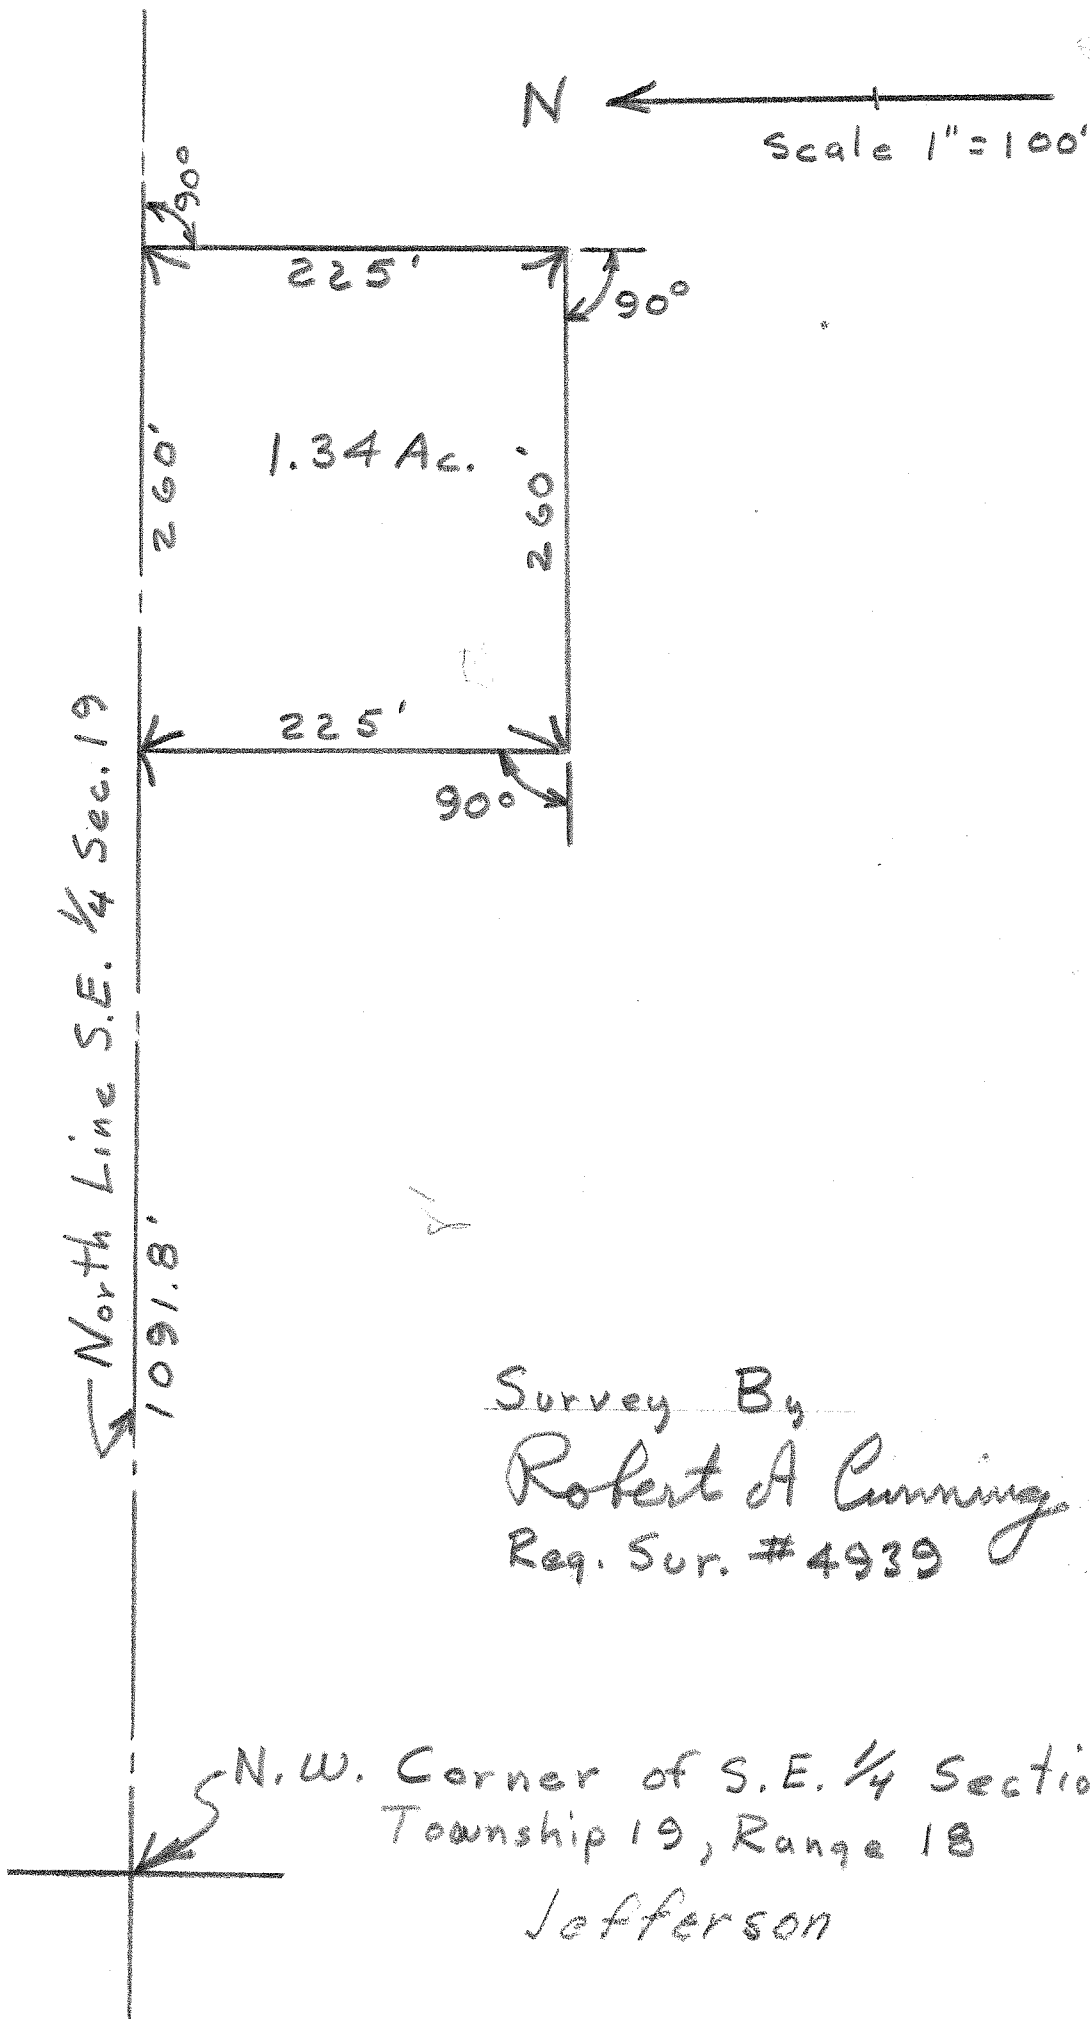 N
Scale 1"=100'
90°
225'
90°
1.34 Ac.
260'
260'
225'
90°
North Line S.E. 1/4 Sec. 19
1091.8'
Survey By
Robert A Cunning
Reg. Sur. #4939
N.W. Corner of S.E. 1/4 Sectio
Township 19, Range 18
Jefferson